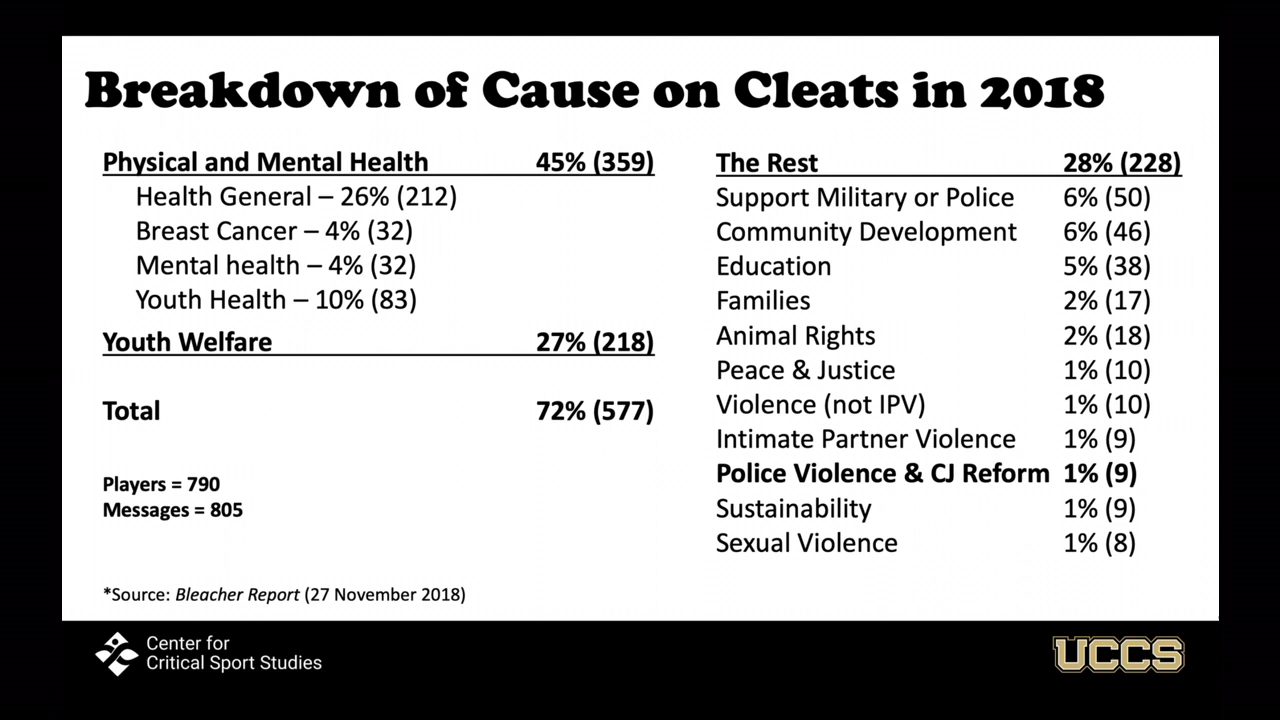 Breakdown of Cause on Cleats in 2018
Physical and Mental Health 45% (359)
Health General – 26% (212)
Breast Cancer – 4% (32)
Mental health – 4% (32)
Youth Health – 10% (83)
Youth Welfare 27% (218)
Total 72% (577)
Players = 790
Messages = 805
*Source: Bleacher Report (27 November 2018)
The Rest 28% (228)
Support Military or Police 6% (50)
Community Development 6% (46)
Education 5% (38)
Families 2% (17)
Animal Rights 2% (18)
Peace & Justice 1% (10)
Violence (not IPV) 1% (10)
Intimate Partner Violence 1% (9)
Police Violence & CJ Reform 1% (9)
Sustainability 1% (9)
Sexual Violence 1% (8)
Center for
Critical Sport Studies
UCCS